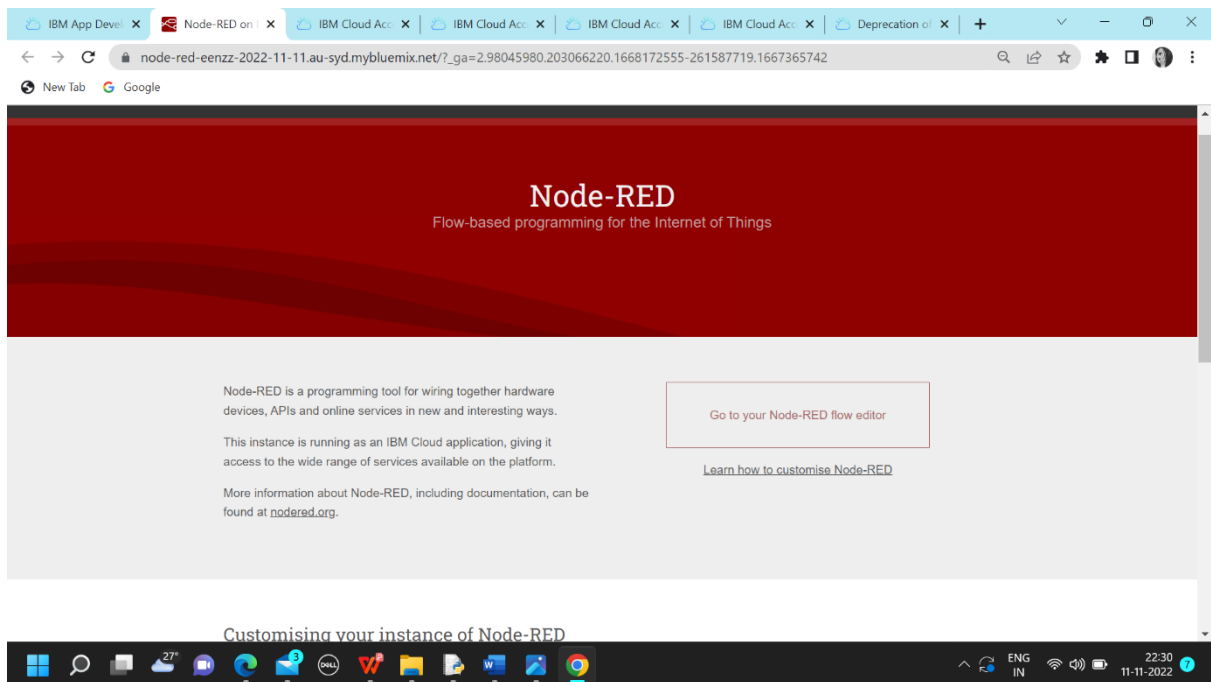 IBM App Devel
Node-RED on I
IBM Cloud Acc
IBM Cloud Acc
IBM Cloud Acc
IBM Cloud Acc
Deprecation of
node-red-eenzz-2022-11-11.au-syd.mybluemix.net/?_ga=2.98045980.203066220.1668172555-261587719.1667365742
New Tab
Google
Node-RED
Flow-based programming for the Internet of Things
Node-RED is a programming tool for wiring together hardware
devices, APIs and online services in new and interesting ways.
This instance is running as an IBM Cloud application, giving it
access to the wide range of services available on the platform.
More information about Node-RED, including documentation, can be
found at nodered.org.
Go to your Node-RED flow editor
Learn how to customise Node-RED
Customising your instance of Node-RED
27°
3
DELL
ENG
IN
22:30
11-11-2022
7